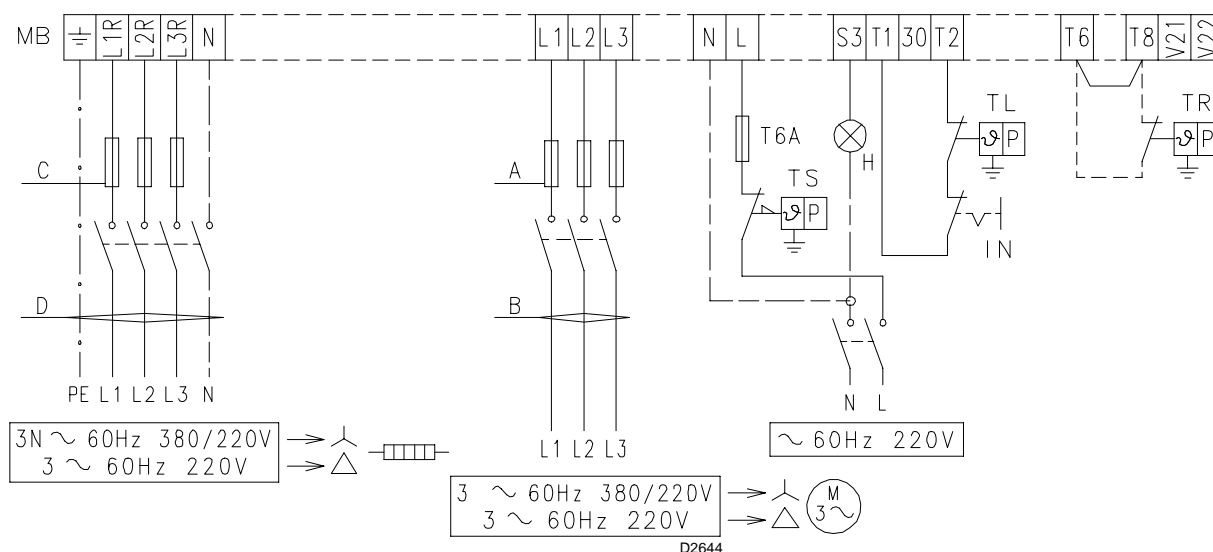 MB ⏚ L1R L2R L3R N L1 L2 L3 N L S3 T1 30 T2 T6 T8 V21 V22
TL TR
T6A
ϑ P ϑ P
C A H
TS
ϑ P
IN
D B
PE L1 L2 L3 N
N L
3N ~ 60Hz 380/220V
3 ~ 60Hz 220V
L1 L2 L3
~ 60Hz 220V
3 ~ 60Hz 380/220V
3 ~ 60Hz 220V
M
3~
D2644